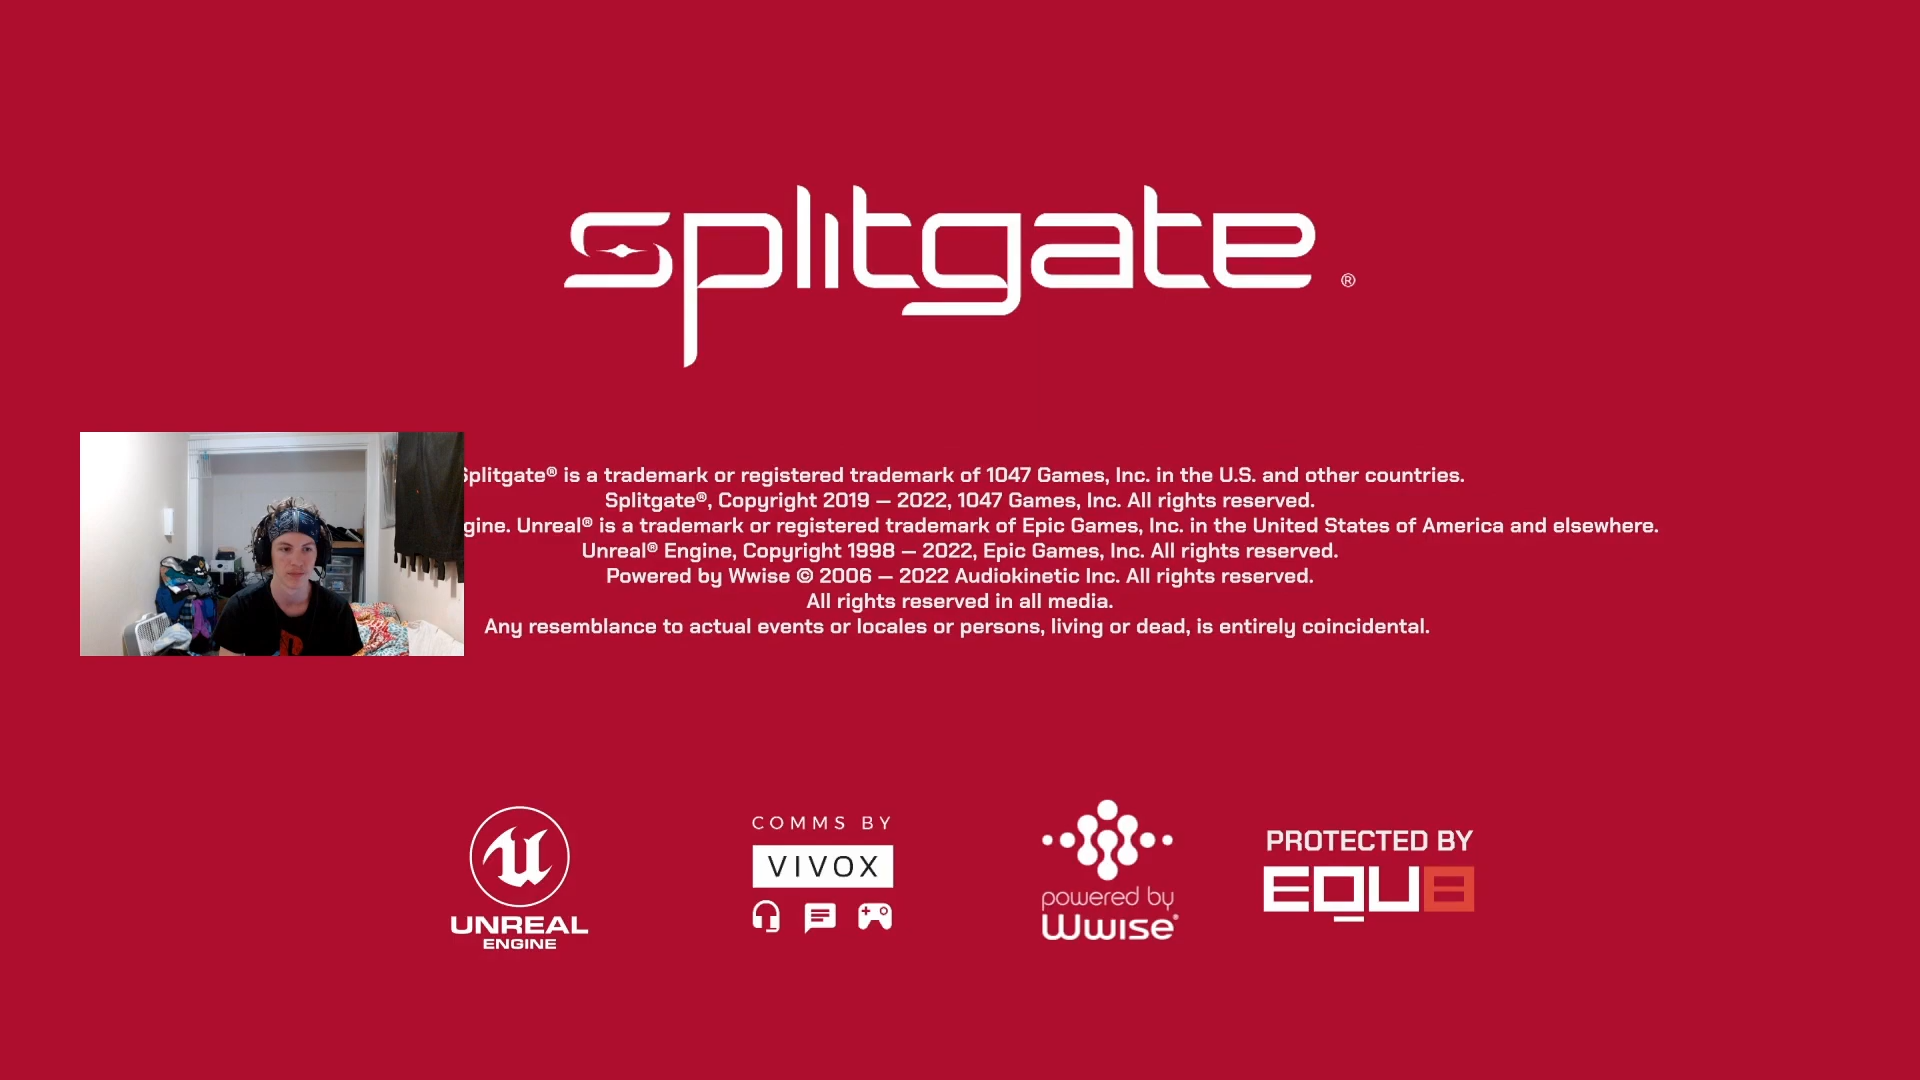 splitgate ®
Splitgate® is a trademark or registered trademark of 1047 Games, Inc. in the U.S. and other countries.
Splitgate®, Copyright 2019 — 2022, 1047 Games, Inc. All rights reserved.
Unreal® is a trademark or registered trademark of Epic Games, Inc. in the United States of America and elsewhere.
Unreal® Engine, Copyright 1998 — 2022, Epic Games, Inc. All rights reserved.
Powered by Wwise © 2006 — 2022 Audiokinetic Inc. All rights reserved.
All rights reserved in all media.
Any resemblance to actual events or locales or persons, living or dead, is entirely coincidental.
UNREAL
ENGINE
COMMS BY
VIVOX
powered by
Wwise®
PROTECTED BY
EQU8